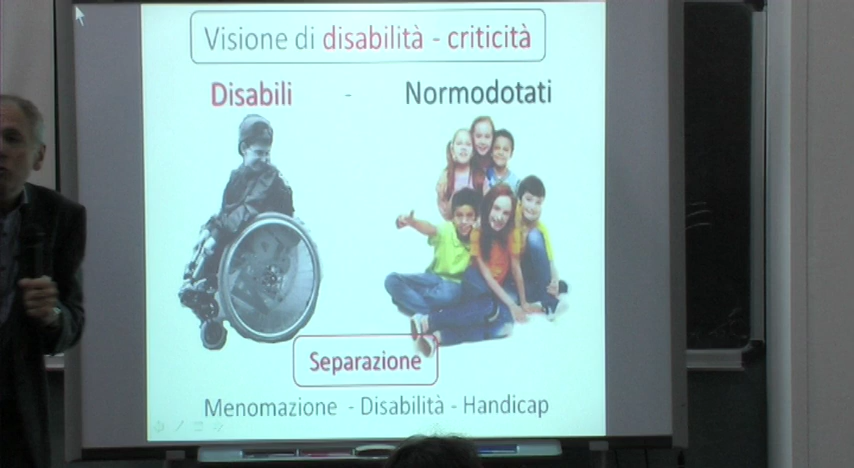 Visione di disabilità - criticità
Disabili - Normodotati
Separazione
Menomazione - Disabilità - Handicap